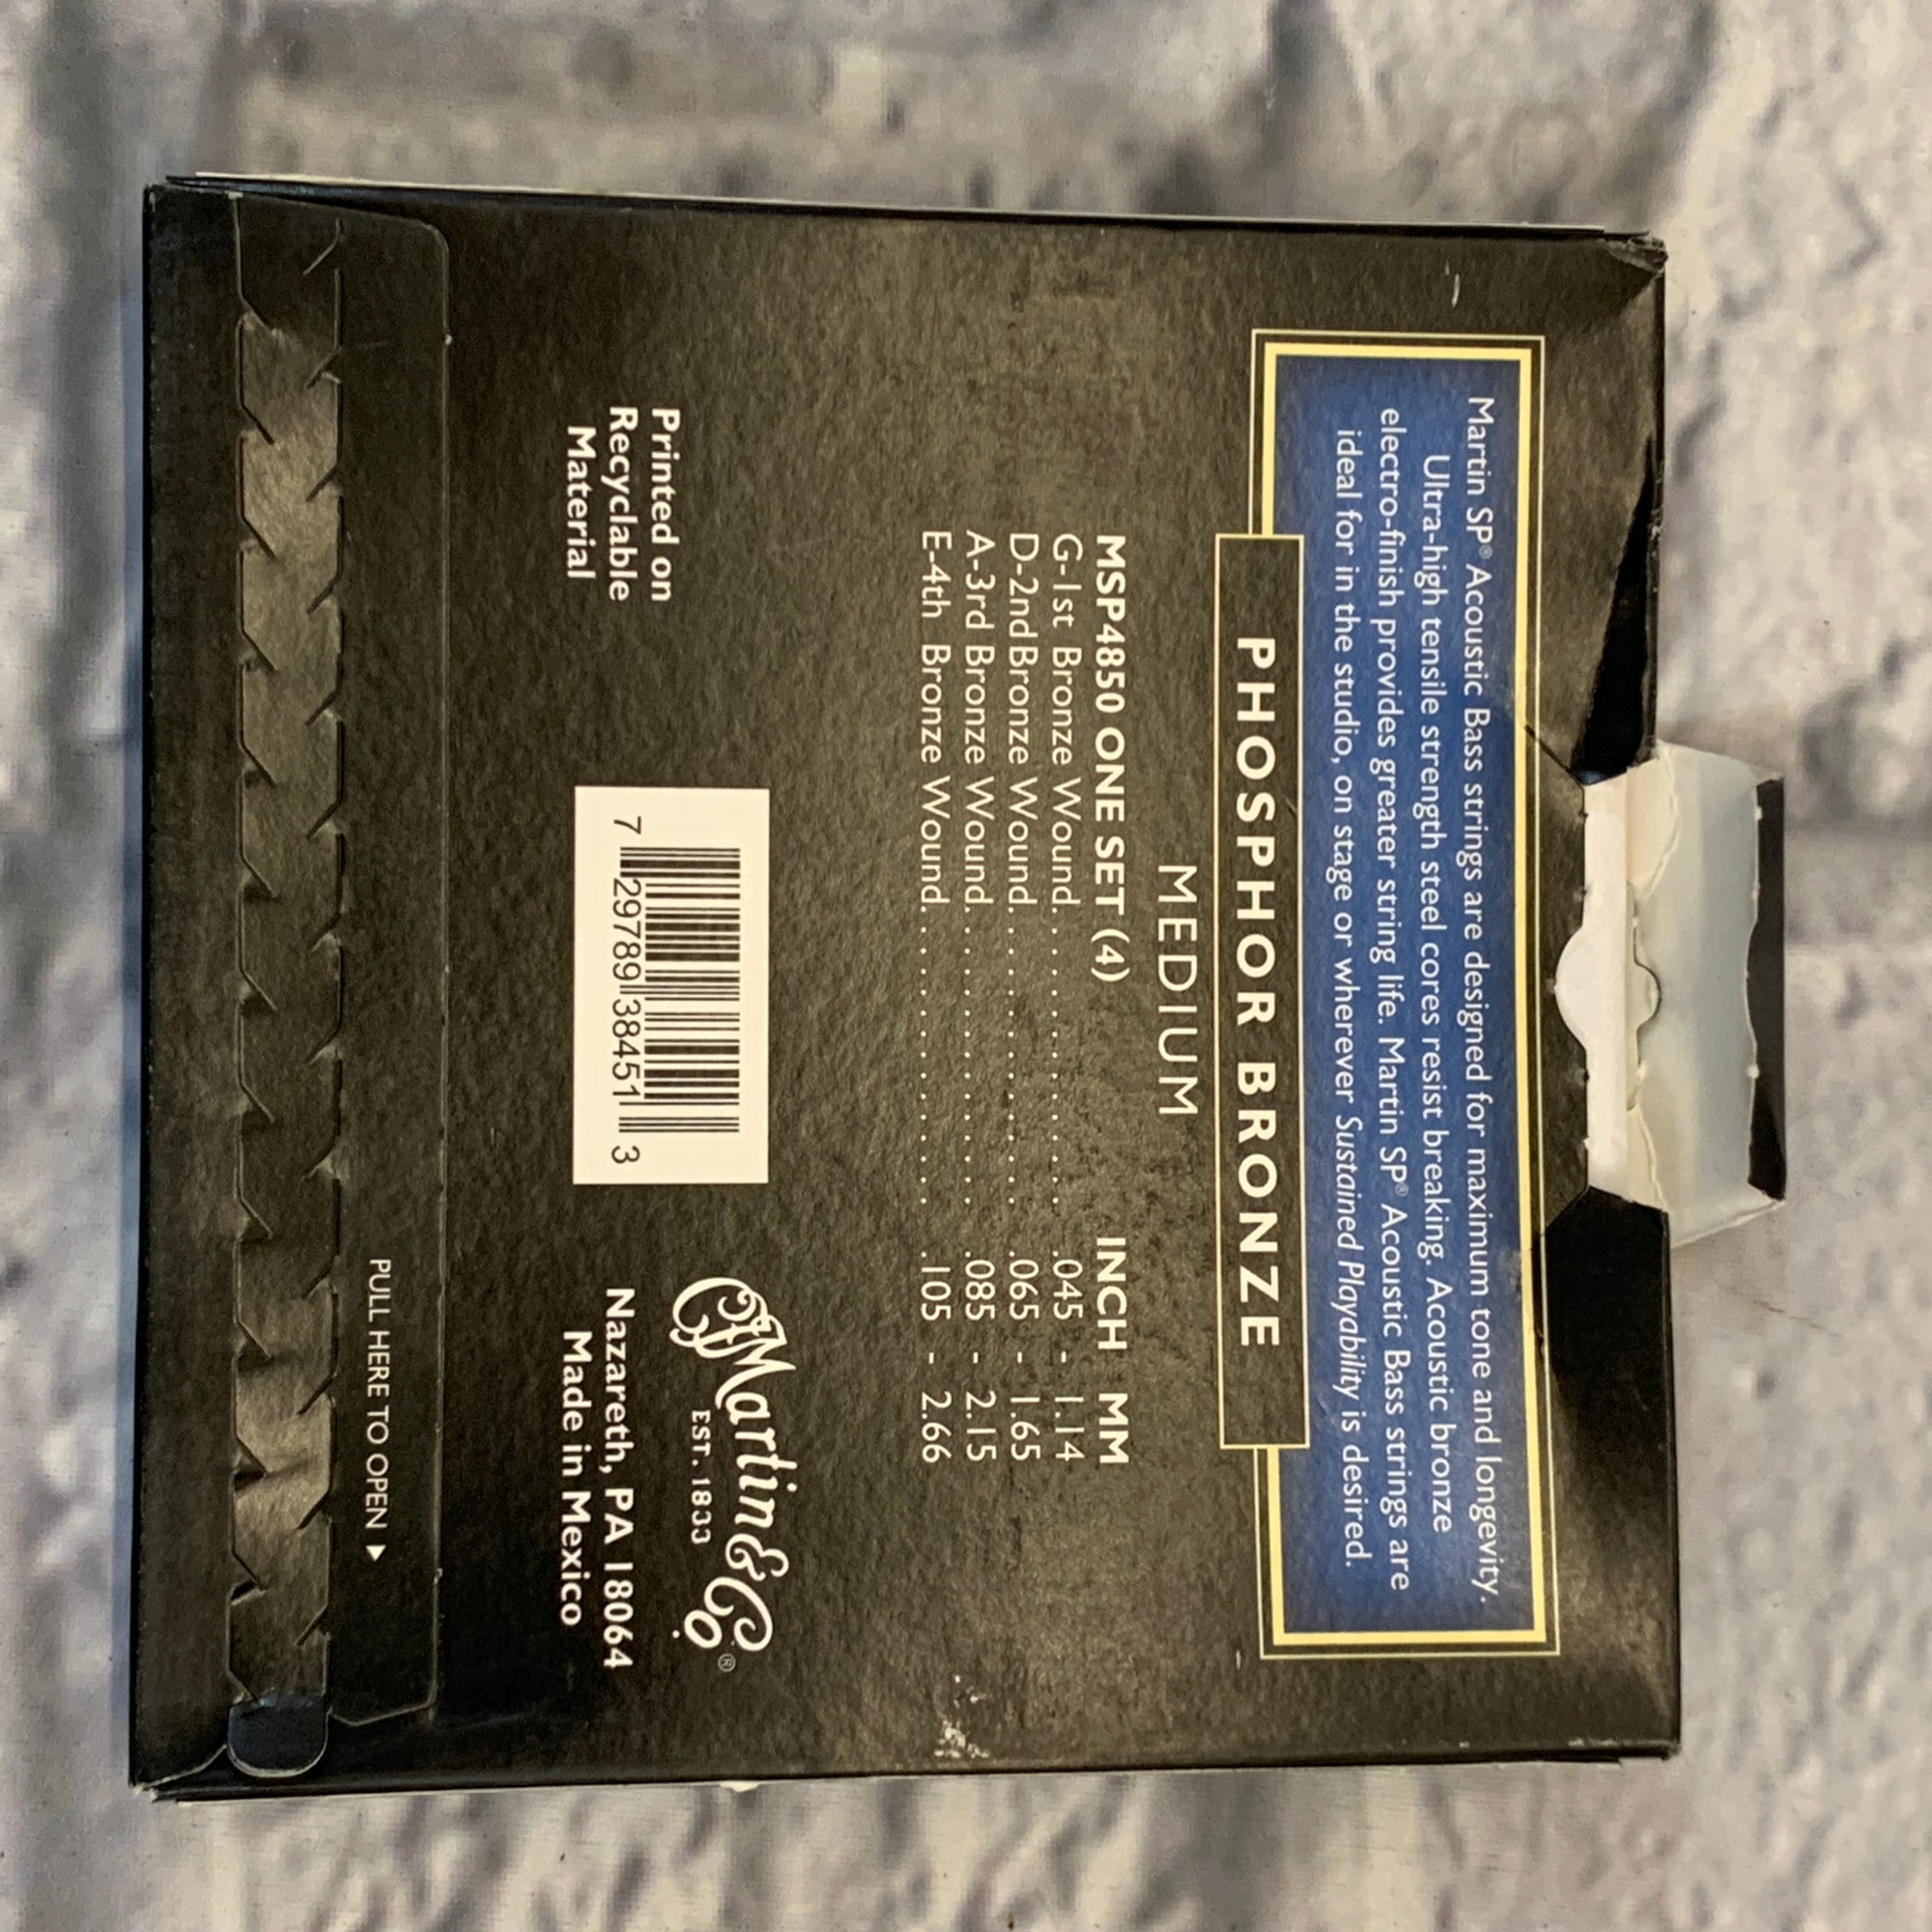 Martin SP® Acoustic Bass strings are designed for maximum tone and longevity.
Ultra-high tensile strength steel cores resist breaking. Acoustic bronze
electro-finish provides greater string life. Martin SP® Acoustic Bass strings are
ideal for in the studio, on stage or wherever Sustained Playability is desired.
PHOSPHOR BRONZE
MEDIUM
MSP4850 ONE SET (4) INCH MM
G-1st Bronze Wound. . . . . . . . . . . . . . . . .045 - 1.14
D-2nd Bronze Wound. . . . . . . . . . . . . . . . .065 - 1.65
A-3rd Bronze Wound. . . . . . . . . . . . . . . . .085 - 2.15
E-4th Bronze Wound. . . . . . . . . . . . . . . . .105 - 2.66
Printed on
Recyclable
Material
7 29789 38451 3
CF Martin & Co.®
EST. 1833
Nazareth, PA 18064
Made in Mexico
PULL HERE TO OPEN ►